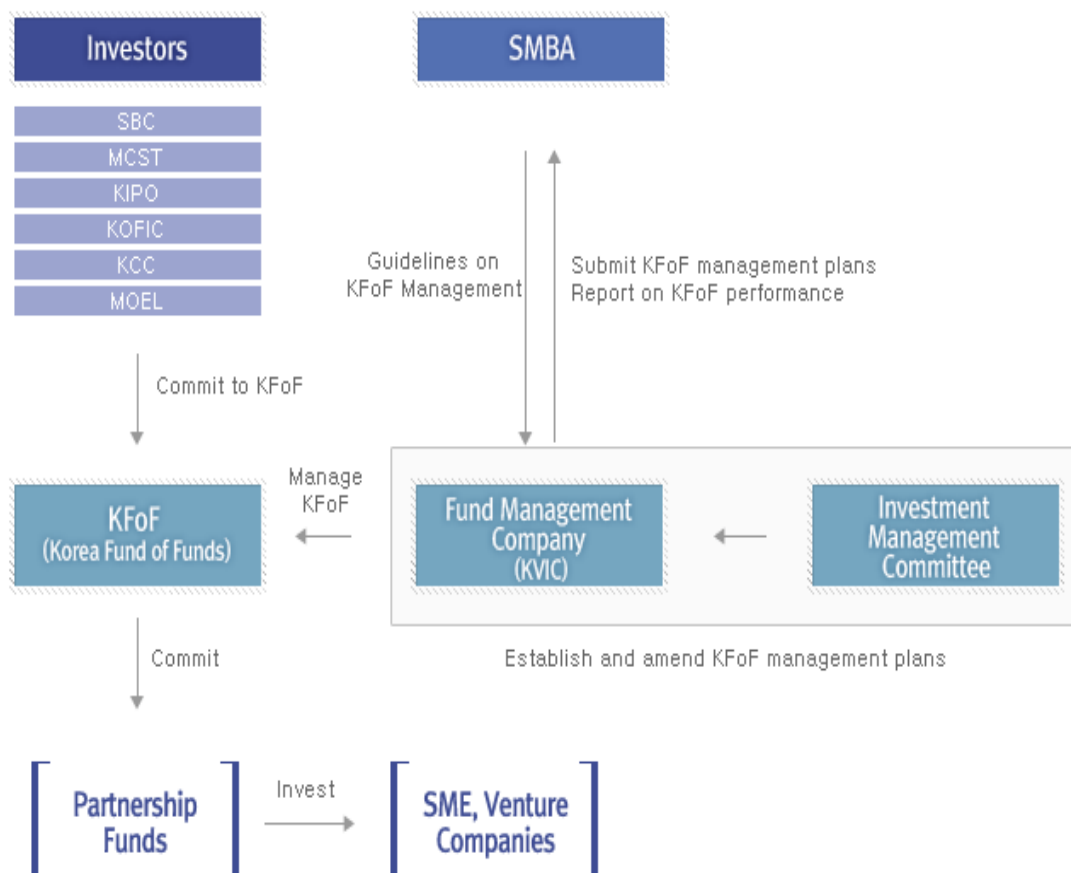 Investors
SMBA
SBC
MCST
KIPO
KOFIC
KCC
MOEL
Guidelines on
KFoF Management
Submit KFoF management plans
Report on KFoF performance
Commit to KFoF
Manage
KFoF
KFoF
(Korea Fund of Funds)
Fund Management
Company
(KVIC)
Investment
Management
Committee
Commit
Establish and amend KFoF management plans
Partnership
Funds
Invest
SME, Venture
Companies